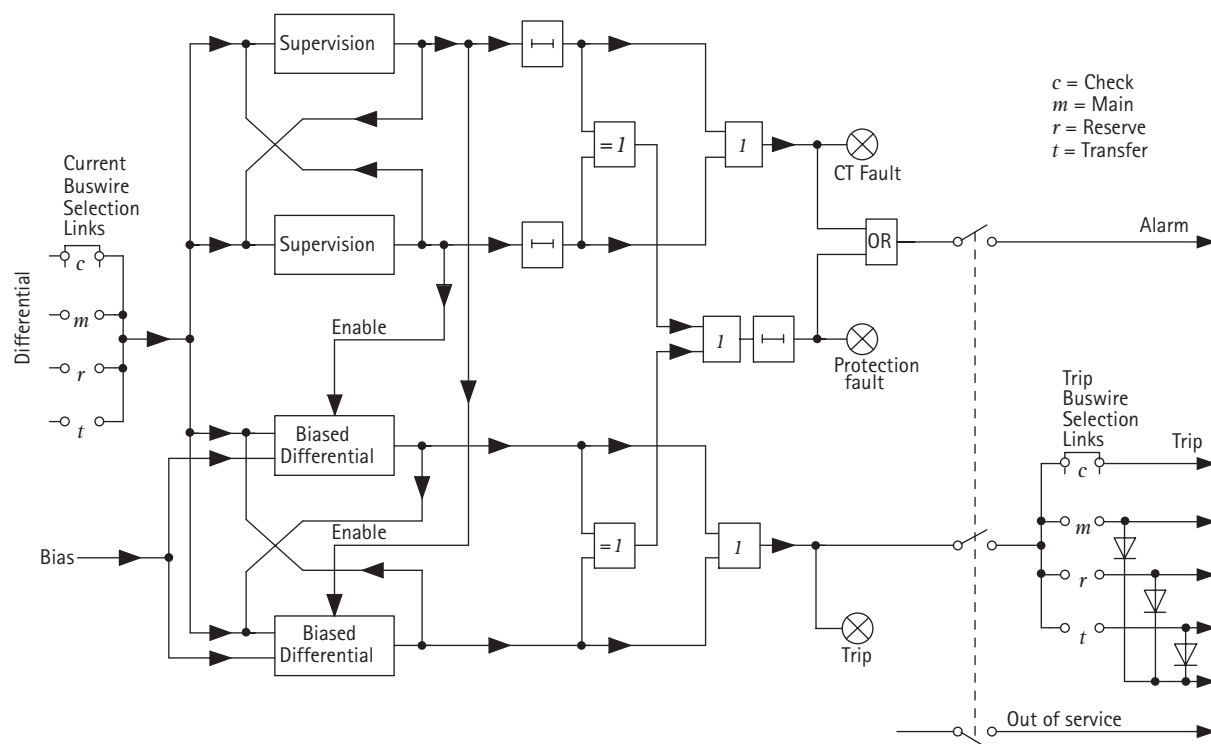 Supervision
c = Check
m = Main
r = Reserve
t = Transfer
= 1
1
CT Fault
Current
Buswire
Selection
Links
Supervision
OR
Alarm
c
Differential
m
r
t
Enable
1
Protection
fault
Trip
Buswire
Selection
Links
Trip
Biased
Differential
c
Enable
m
Bias
= 1
1
r
t
Biased
Differential
Trip
Out of service